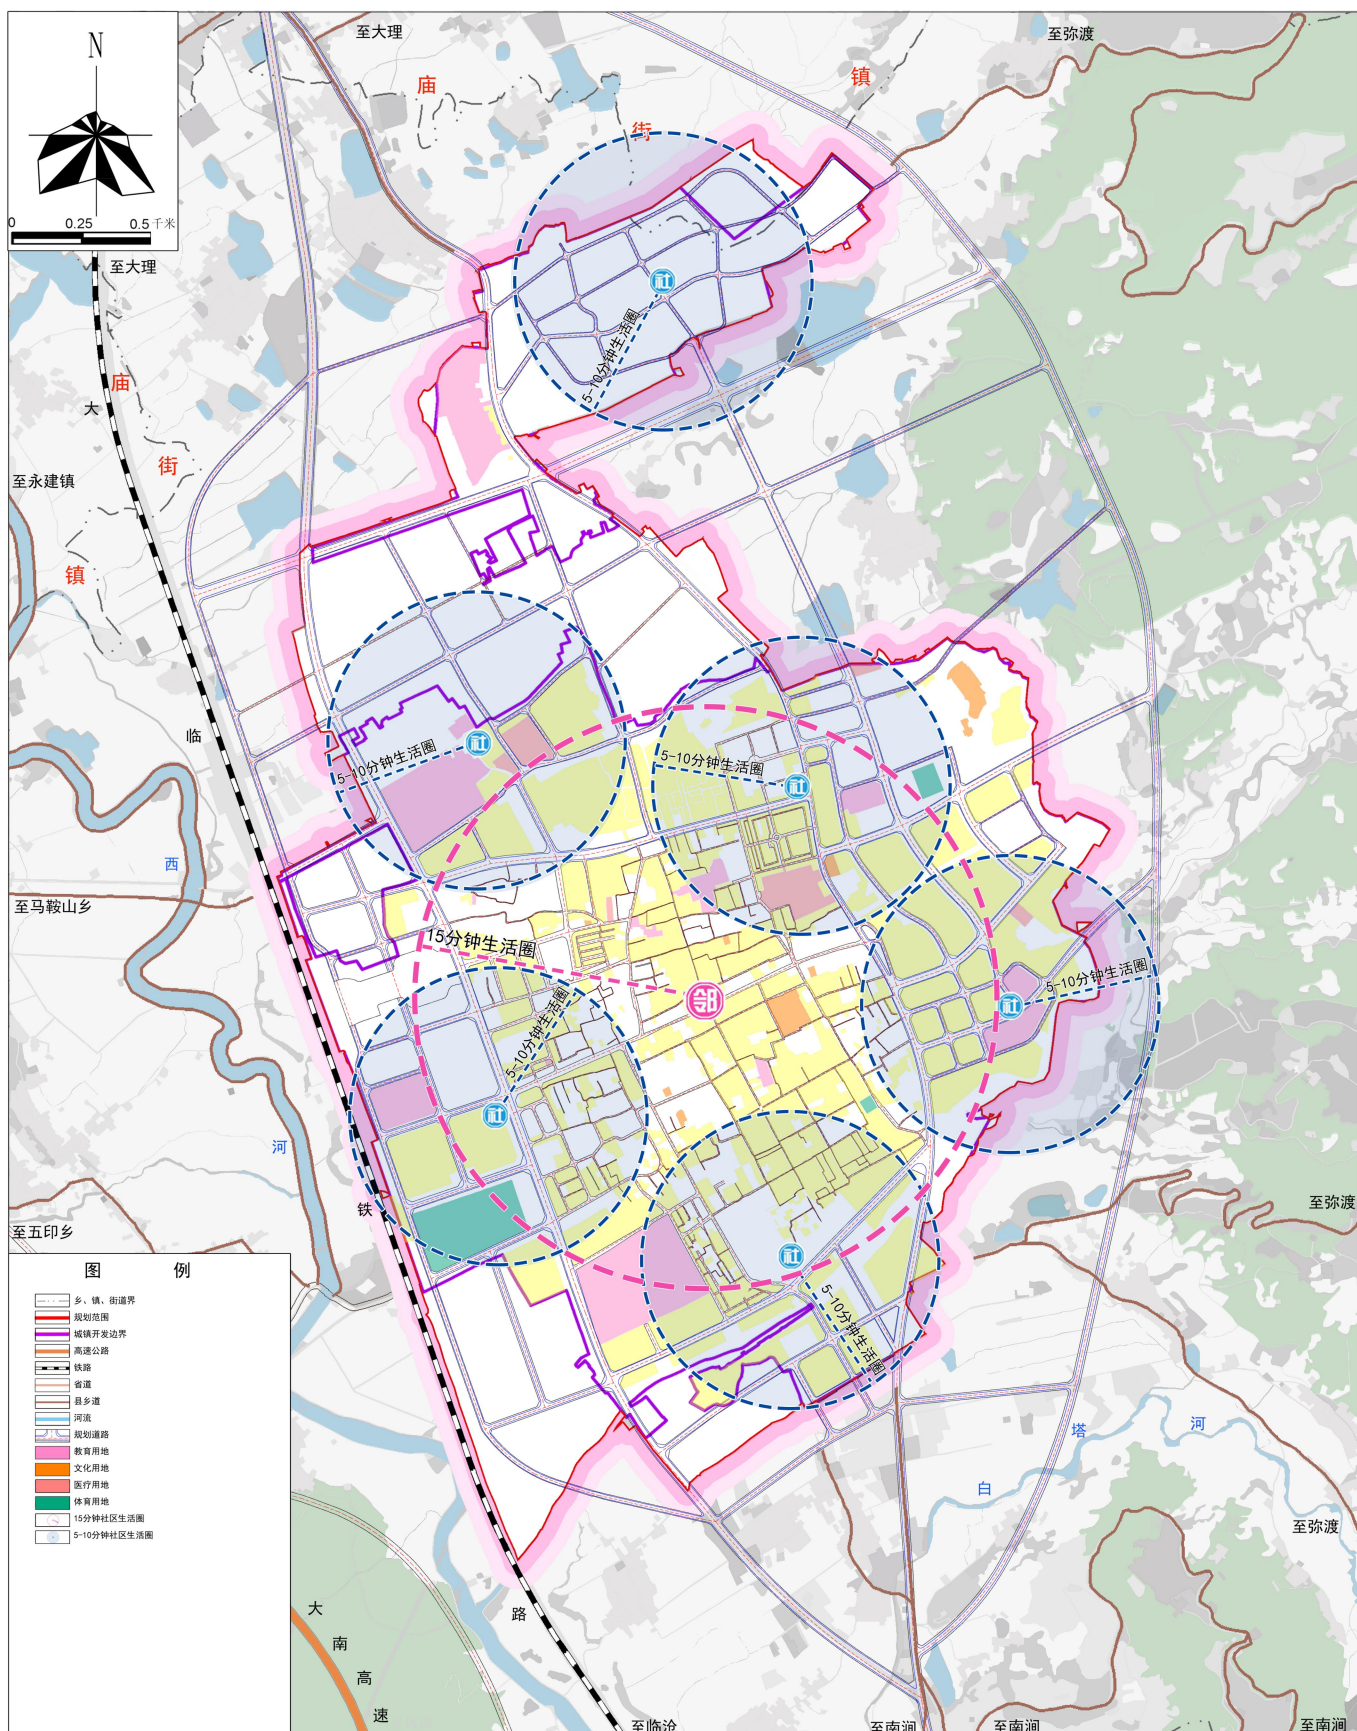 N
0 0.25 0.5 千米
至大理
至弥渡
庙
街
镇
至大理
大
临
铁
路
庙
街
镇
至永建镇
5-10分钟生活圈
社
5-10分钟生活圈
社
5-10分钟生活圈
社
西
河
至马鞍山乡
15分钟生活圈
邻
5-10分钟生活圈
社
5-10分钟生活圈
社
至五印乡
至弥渡
社
5-10分钟生活圈
图 例
乡、镇、街道界
规划范围
城镇开发边界
高速公路
铁路
省道
县乡道
河流
规划道路
教育用地
文化用地
医疗用地
体育用地
15分钟社区生活圈
5-10分钟社区生活圈
白
塔
河
至弥渡
大
南
高
速
至临沧
至南涧
至南涧
至南涧